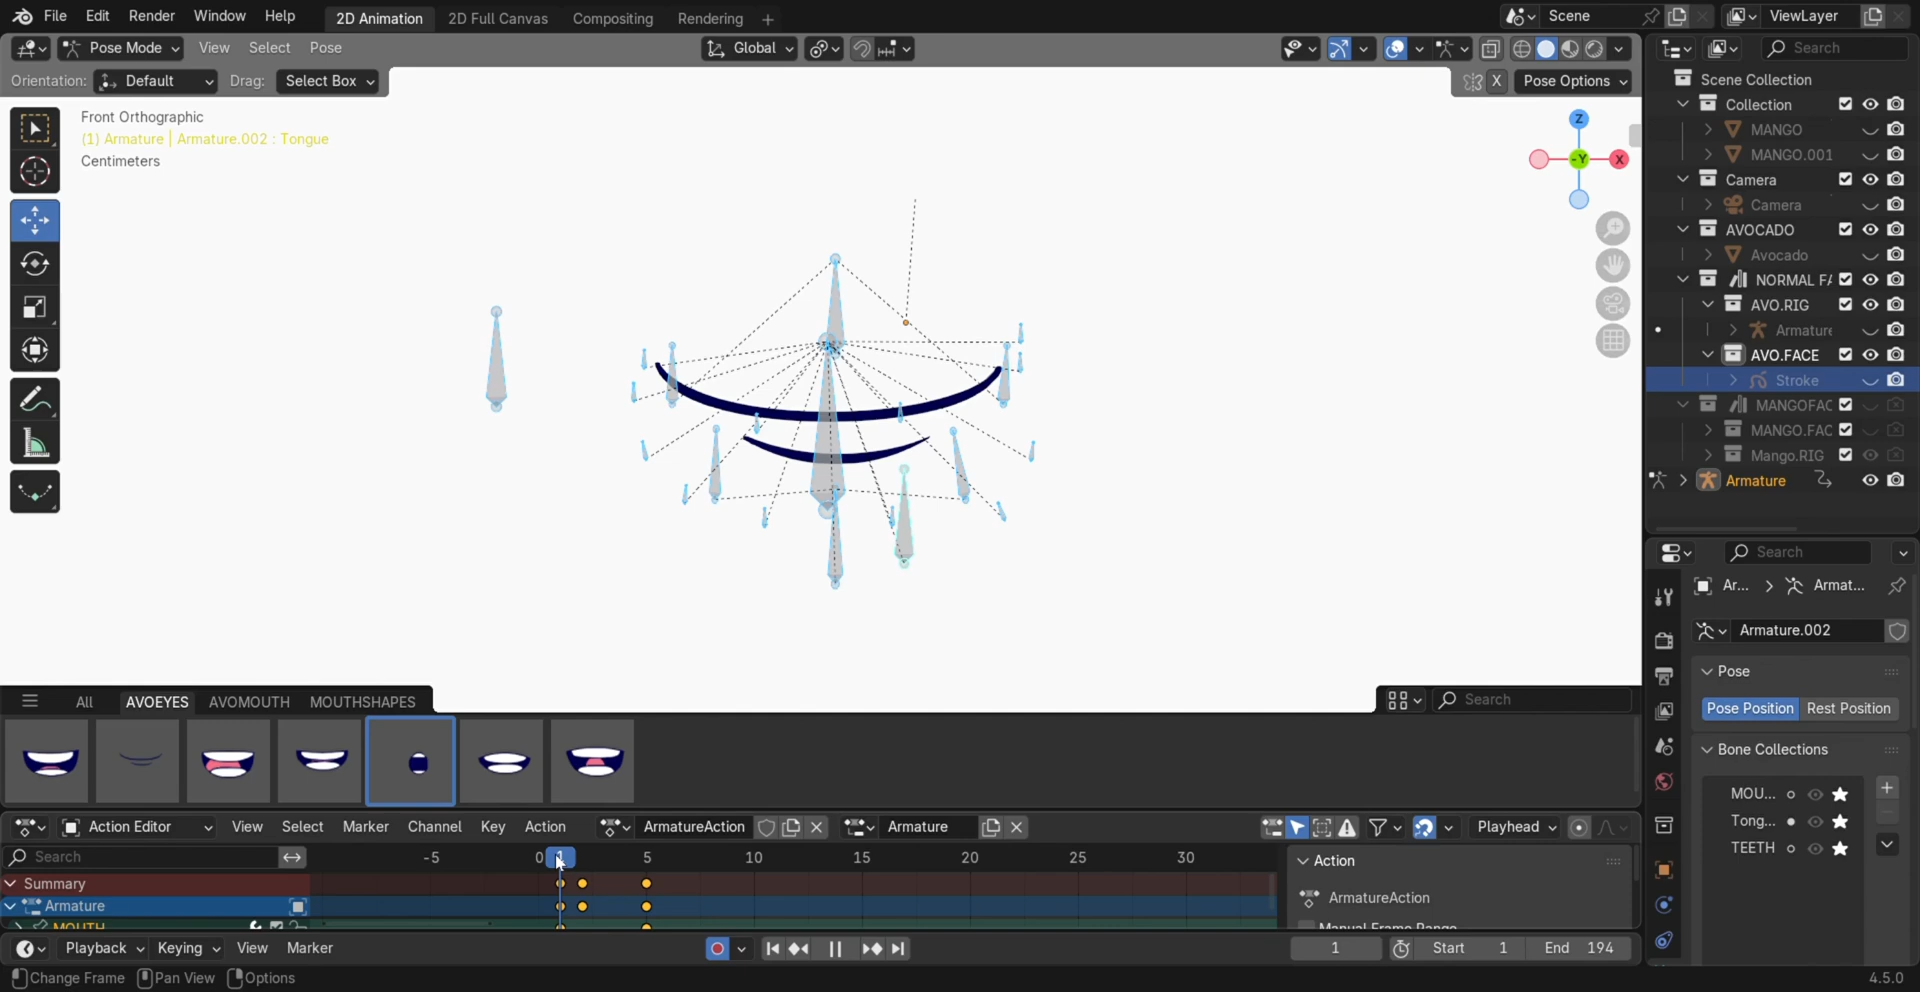 File Edit Render Window Help 2D Animation 2D Full Canvas Compositing Rendering + Scene ViewLayer
Pose Mode View Select Pose Global Search
Orientation: Default Drag: Select Box X Pose Options
Scene Collection
Collection
MANGO
MANGO.001
Camera
Camera
AVOCADO
Avocado
NORMAL FA
AVO.RIG
Armature
AVO.FACE
Stroke
MANGOFAC
MANGO.FAC
Mango.RIG
Armature
Front Orthographic
(1) Armature | Armature.002 : Tongue
Centimeters
Z
-Y X
Search
Ar... > Armat...
Armature.002
Pose
Pose Position Rest Position
Bone Collections
MOU...
Tong...
TEETH
All AVOEYES AVOMOUTH MOUTHSHAPES Search
Action Editor View Select Marker Channel Key Action ArmatureAction Armature Playhead
Search -5 0 1 5 10 15 20 25 30 Action
Summary
Armature ArmatureAction
MOUTH Manual Frame Range
Playback Keying View Marker 1 Start 1 End 194
Change Frame Pan View Options 4.5.0